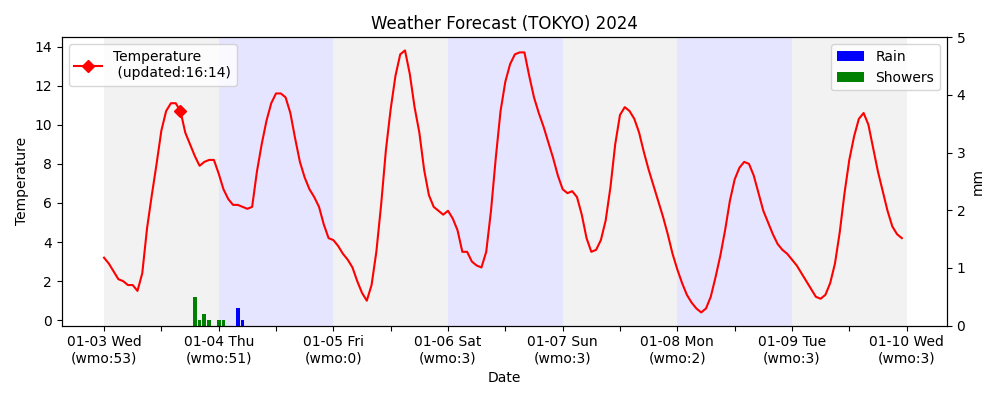 Weather Forecast (TOKYO) 2024
Temperature
(updated:16:14)
Rain
Showers
Temperature
14
12
10
8
6
4
2
0
5
4
3
2
1
0
mm
01-03 Wed
(wmo:53)
01-04 Thu
(wmo:51)
01-05 Fri
(wmo:0)
01-06 Sat
(wmo:3)
01-07 Sun
(wmo:3)
01-08 Mon
(wmo:2)
01-09 Tue
(wmo:3)
01-10 Wed
(wmo:3)
Date